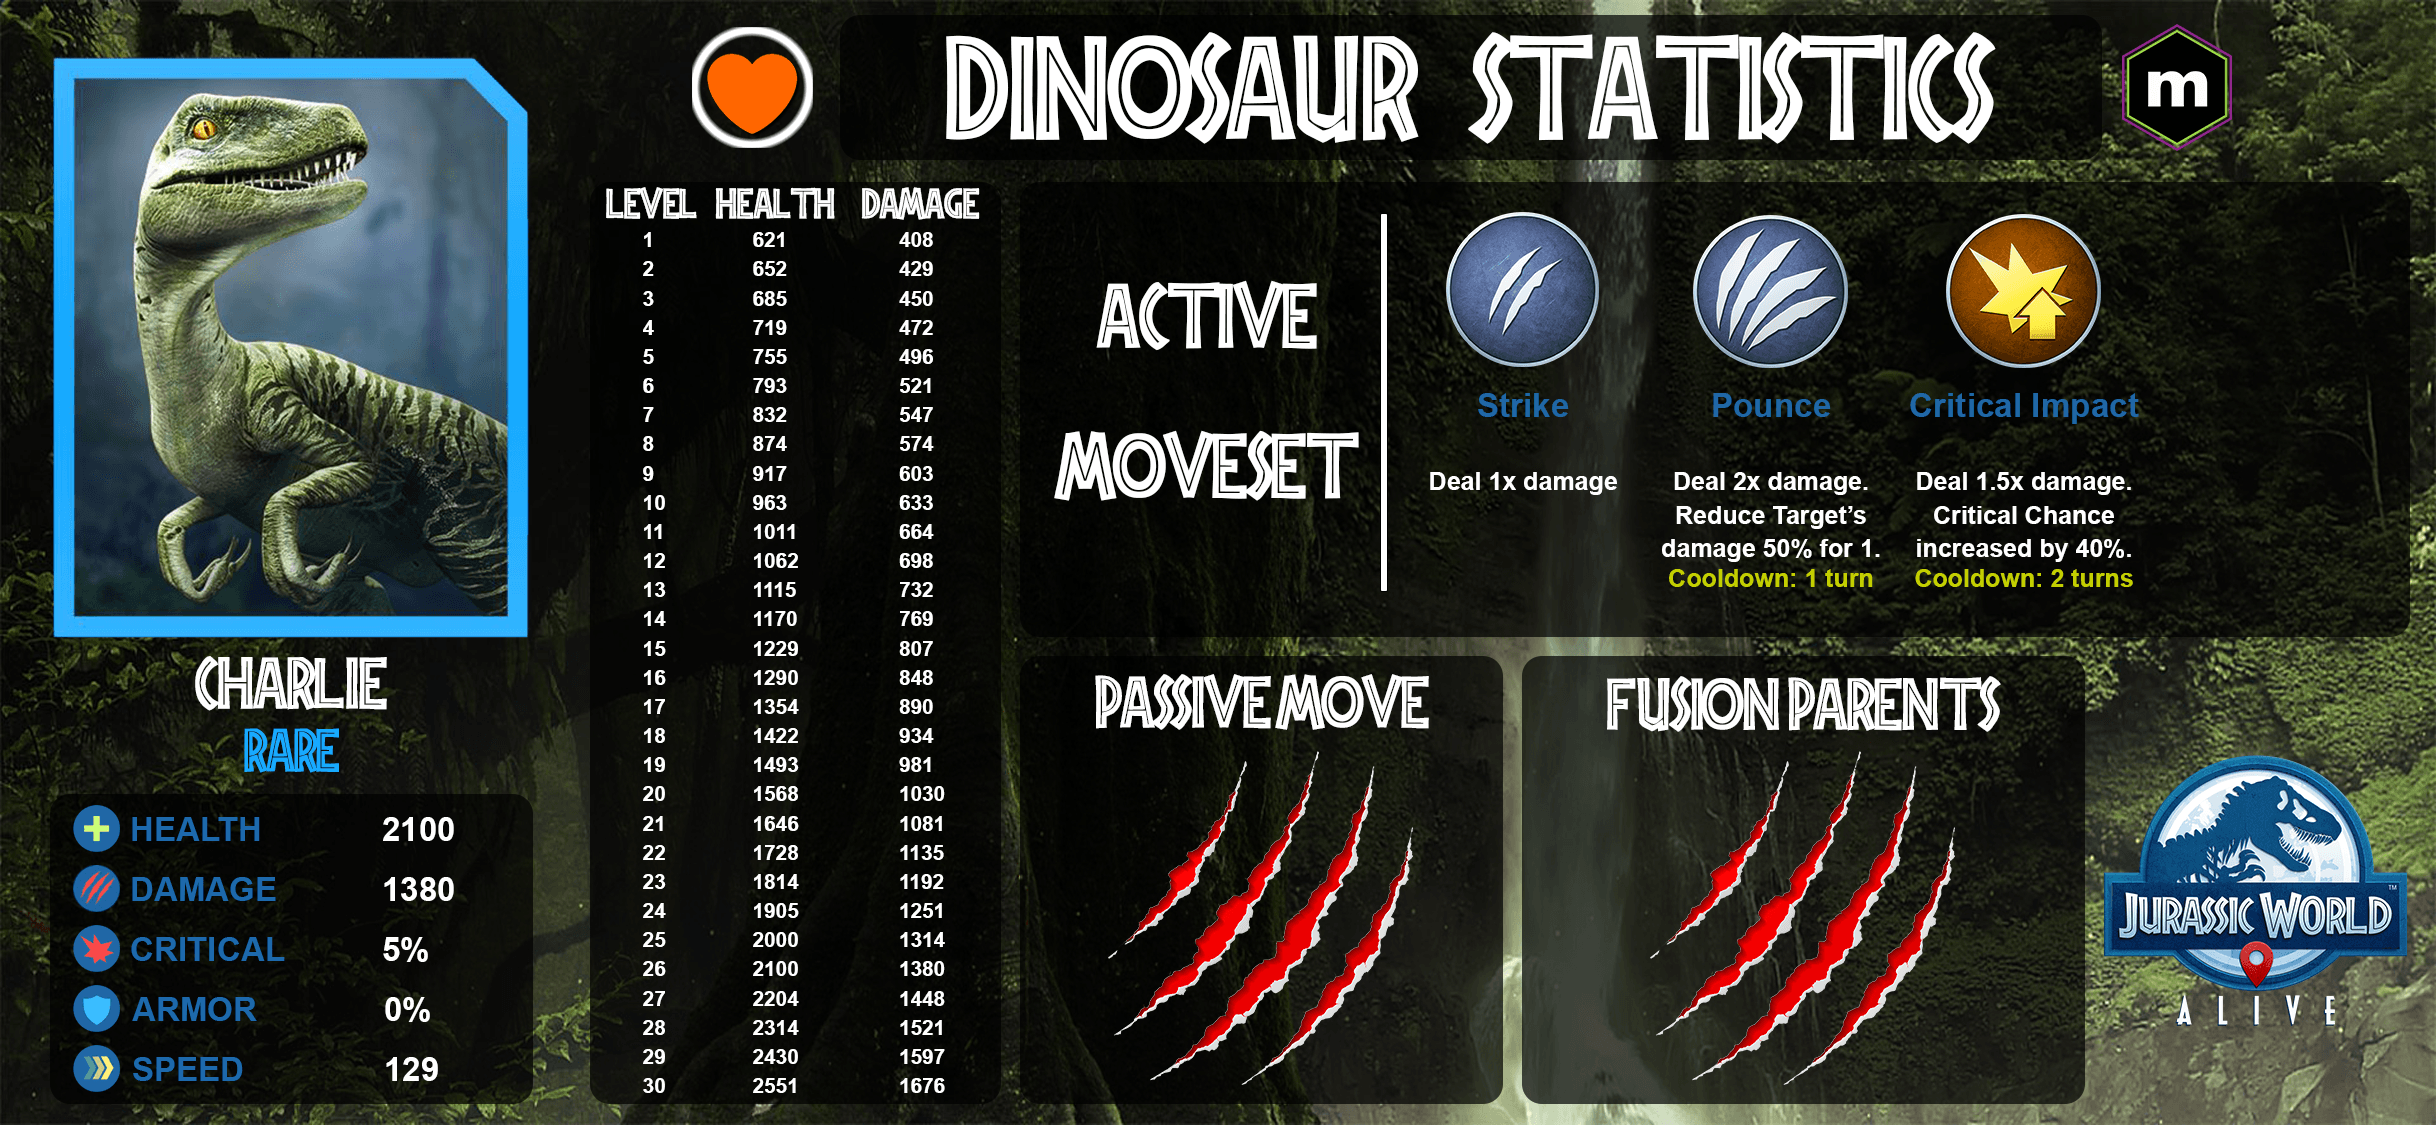 DINOSAUR STATISTICS
m
CHARLIE
RARE
HEALTH 2100
DAMAGE 1380
CRITICAL 5%
ARMOR 0%
SPEED 129
LEVEL HEALTH DAMAGE
1 621 408
2 652 429
3 685 450
4 719 472
5 755 496
6 793 521
7 832 547
8 874 574
9 917 603
10 963 633
11 1011 664
12 1062 698
13 1115 732
14 1170 769
15 1229 807
16 1290 848
17 1354 890
18 1422 934
19 1493 981
20 1568 1030
21 1646 1081
22 1728 1135
23 1814 1192
24 1905 1251
25 2000 1314
26 2100 1380
27 2204 1448
28 2314 1521
29 2430 1597
30 2551 1676
ACTIVE
MOVESET
Strike
Deal 1x damage
Pounce
Deal 2x damage.
Reduce Target’s
damage 50% for 1.
Cooldown: 1 turn
Critical Impact
Deal 1.5x damage.
Critical Chance
increased by 40%.
Cooldown: 2 turns
PASSIVE MOVE
FUSION PARENTS
JURASSIC WORLD™
ALIVE